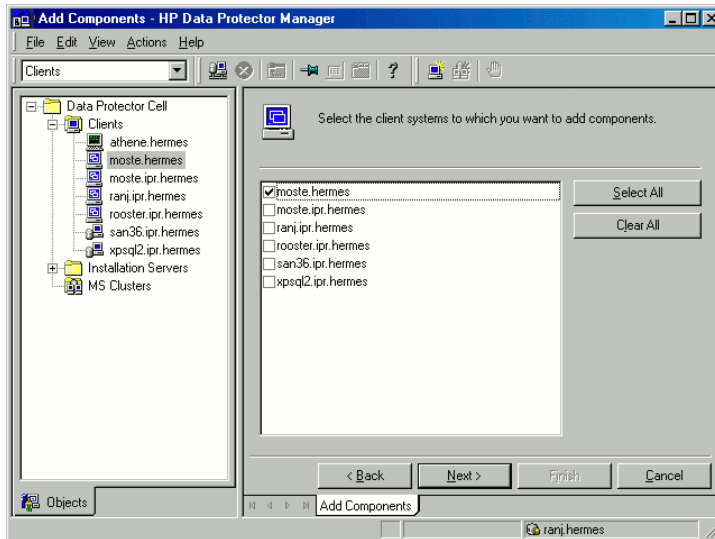 Add Components - HP Data Protector Manager
File Edit View Actions Help
Clients
Data Protector Cell
Clients
athene.hermes
moste.hermes
moste.ipr.hermes
ranj.ipr.hermes
rooster.ipr.hermes
san36.ipr.hermes
xpsql2.ipr.hermes
Installation Servers
MS Clusters
Objects
Select the client systems to which you want to add components.
moste.hermes
moste.ipr.hermes
ranj.ipr.hermes
rooster.ipr.hermes
san36.ipr.hermes
xpsql2.ipr.hermes
Select All
Clear All
< Back Next > Finish Cancel
Add Components
ranj.hermes